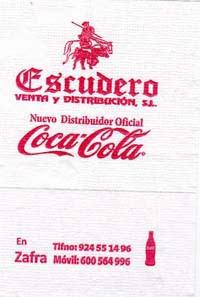 Escudero
VENTA y DISTRIBUCIÓN, S.L.
Nuevo Distribuidor Oficial
Coca-Cola
En Zafra
Tlfno: 924 55 14 96
Móvil: 600 564 996